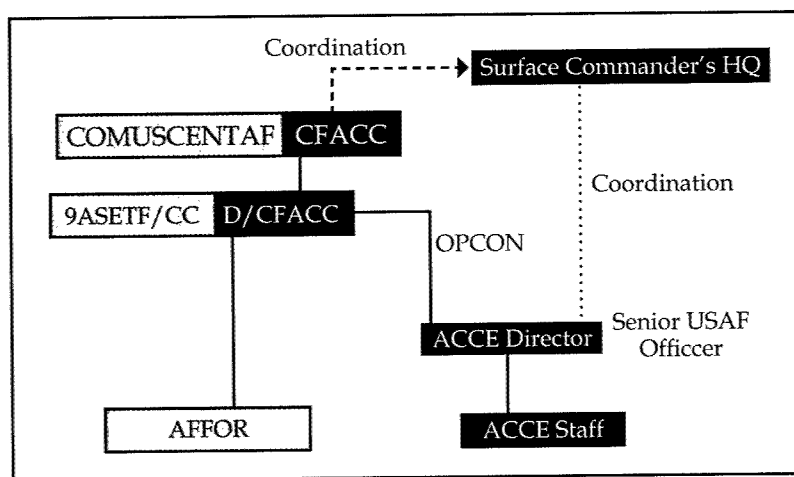 Coordination
Surface Commander's HQ
COMUSCENTAF CFACC
Coordination
9ASETF/CC D/CFACC
OPCON
ACCE Director
Senior USAF
Officcer
AFFOR
ACCE Staff